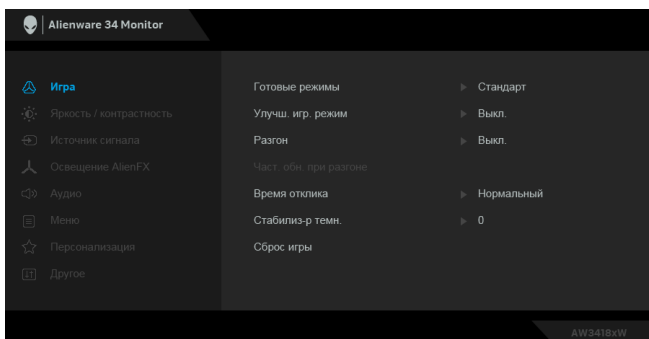 Alienware 34 Monitor
Игра
Готовые режимы Стандарт
Яркость / контрастность
Улучш. игр. режим Выкл.
Источник сигнала
Разгон Выкл.
Освещение AlienFX
Част. обн. при разгоне
Аудио
Время отклика Нормальный
Меню
Стабилиз-р темн. 0
Персонализация
Сброс игры
Другое
AW3418xW